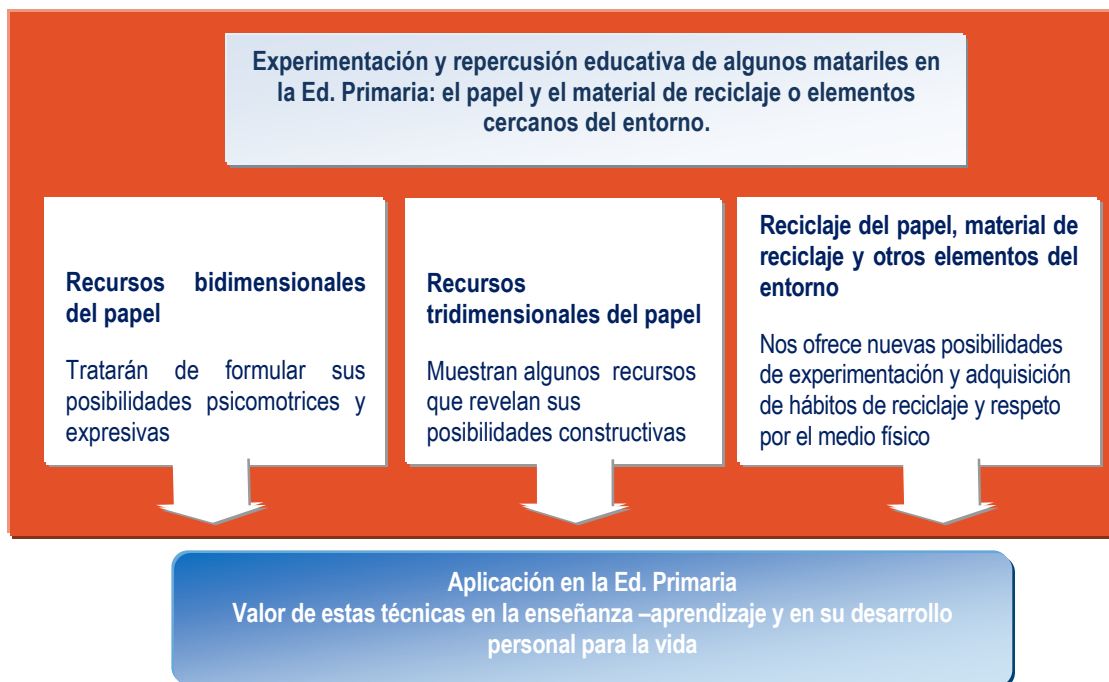 Experimentación y repercusión educativa de algunos matariles en
la Ed. Primaria: el papel y el material de reciclaje o elementos
cercanos del entorno.
Recursos bidimensionales
del papel
Tratarán de formular sus
posibilidades psicomotrices y
expresivas
Recursos
tridimensionales del papel
Muestran algunos recursos
que revelan sus
posibilidades constructivas
Reciclaje del papel, material de
reciclaje y otros elementos del
entorno
Nos ofrece nuevas posibilidades
de experimentación y adquisición
de hábitos de reciclaje y respeto
por el medio físico
Aplicación en la Ed. Primaria
Valor de estas técnicas en la enseñanza –aprendizaje y en su desarrollo
personal para la vida